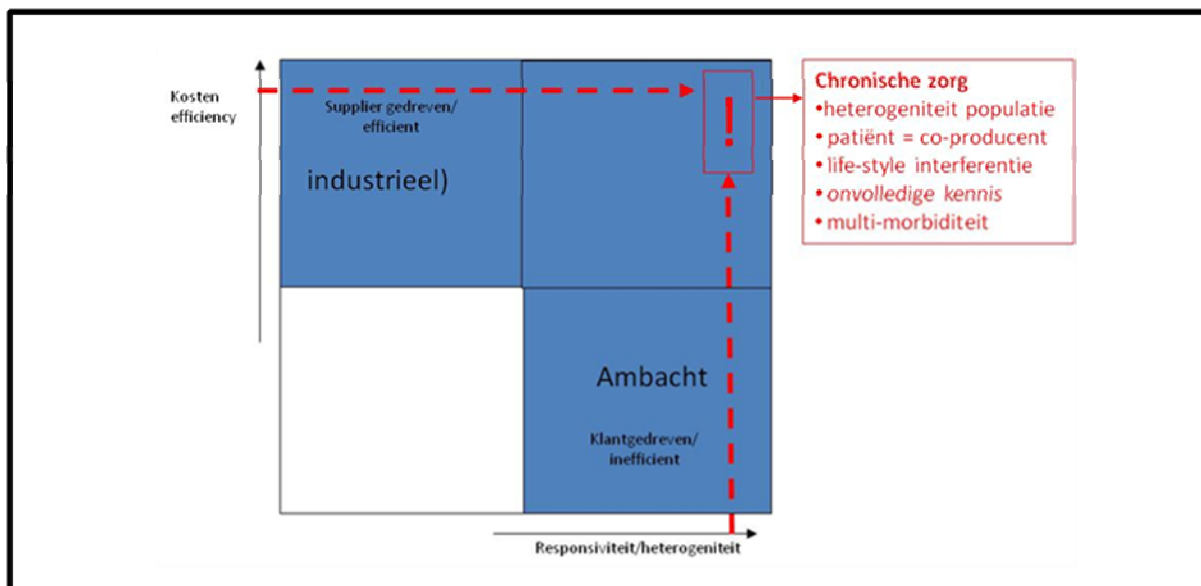 Kosten
efficiency
Supplier gedreven/
efficient
industrieel)
!
Chronische zorg
•heterogeniteit populatie
•patiënt = co-producent
•life-style interferentie
•onvolledige kennis
•multi-morbiditeit
Ambacht
Klantgedreven/
inefficient
Responsiviteit/heterogeniteit